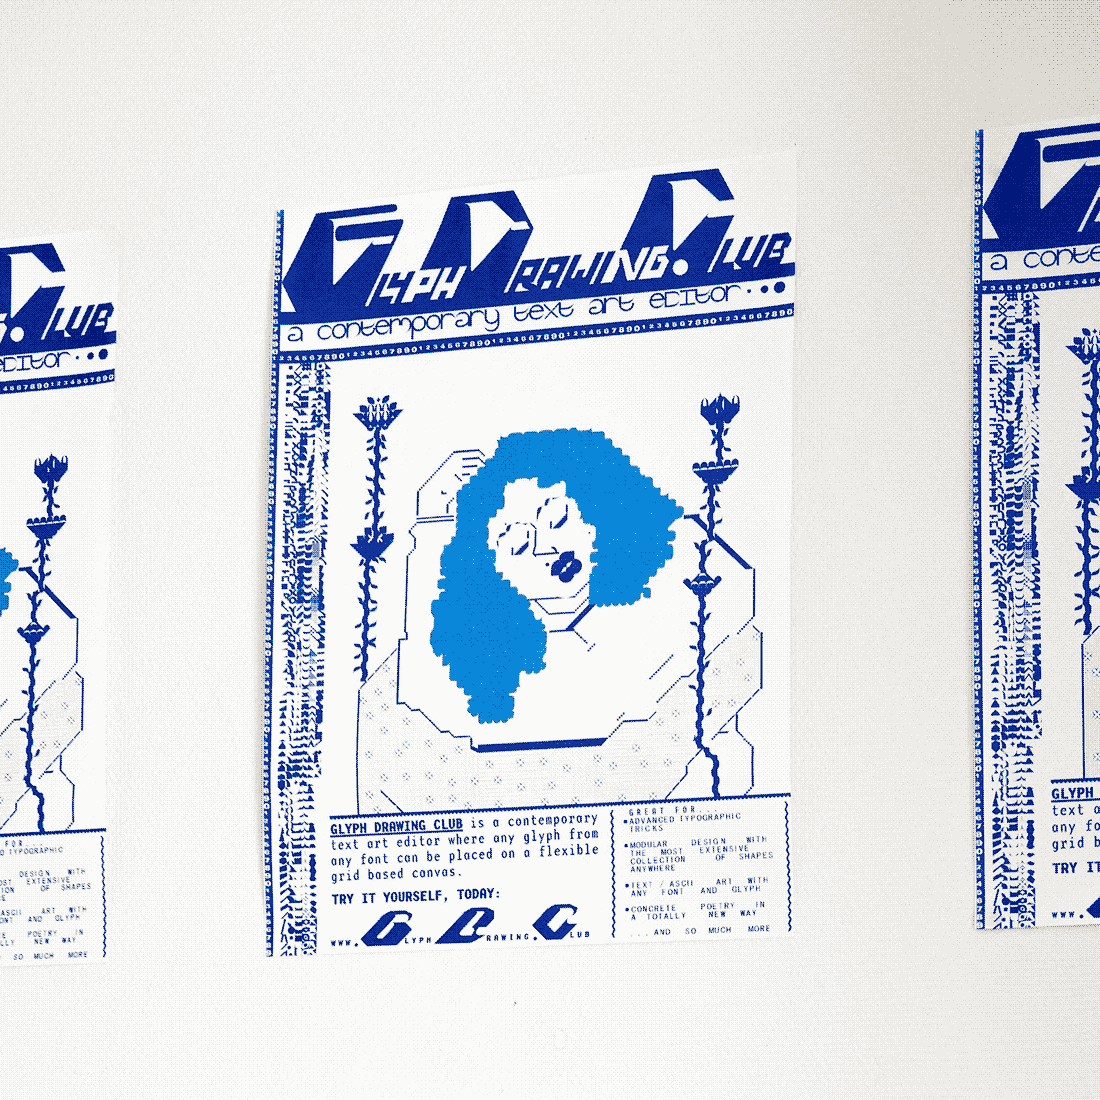 GLYPH DRAWING.CLUB
a contemporary text art editor
GLYPH DRAWING CLUB is a contemporary
text art editor where any glyph from
any font can be placed on a flexible
grid based canvas.
TRY IT YOURSELF, TODAY:
WWW.GLYPH DRAWING.CLUB
GREAT FOR...
•ADVANCED TYPOGRAPHIC
TRICKS
•MODULAR DESIGN WITH
THE MOST EXTENSIVE
COLLECTION OF SHAPES
ANYWHERE
•TEXT / ASCII ART WITH
ANY FONT AND GLYPH
•CONCRETE POETRY IN
A TOTALLY NEW WAY
...AND SO MUCH MORE